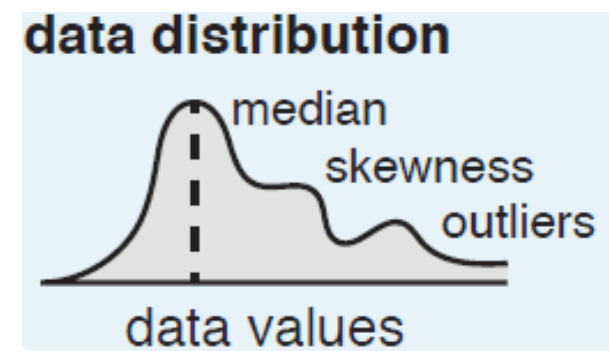 data distribution
median
skewness
outliers
data values